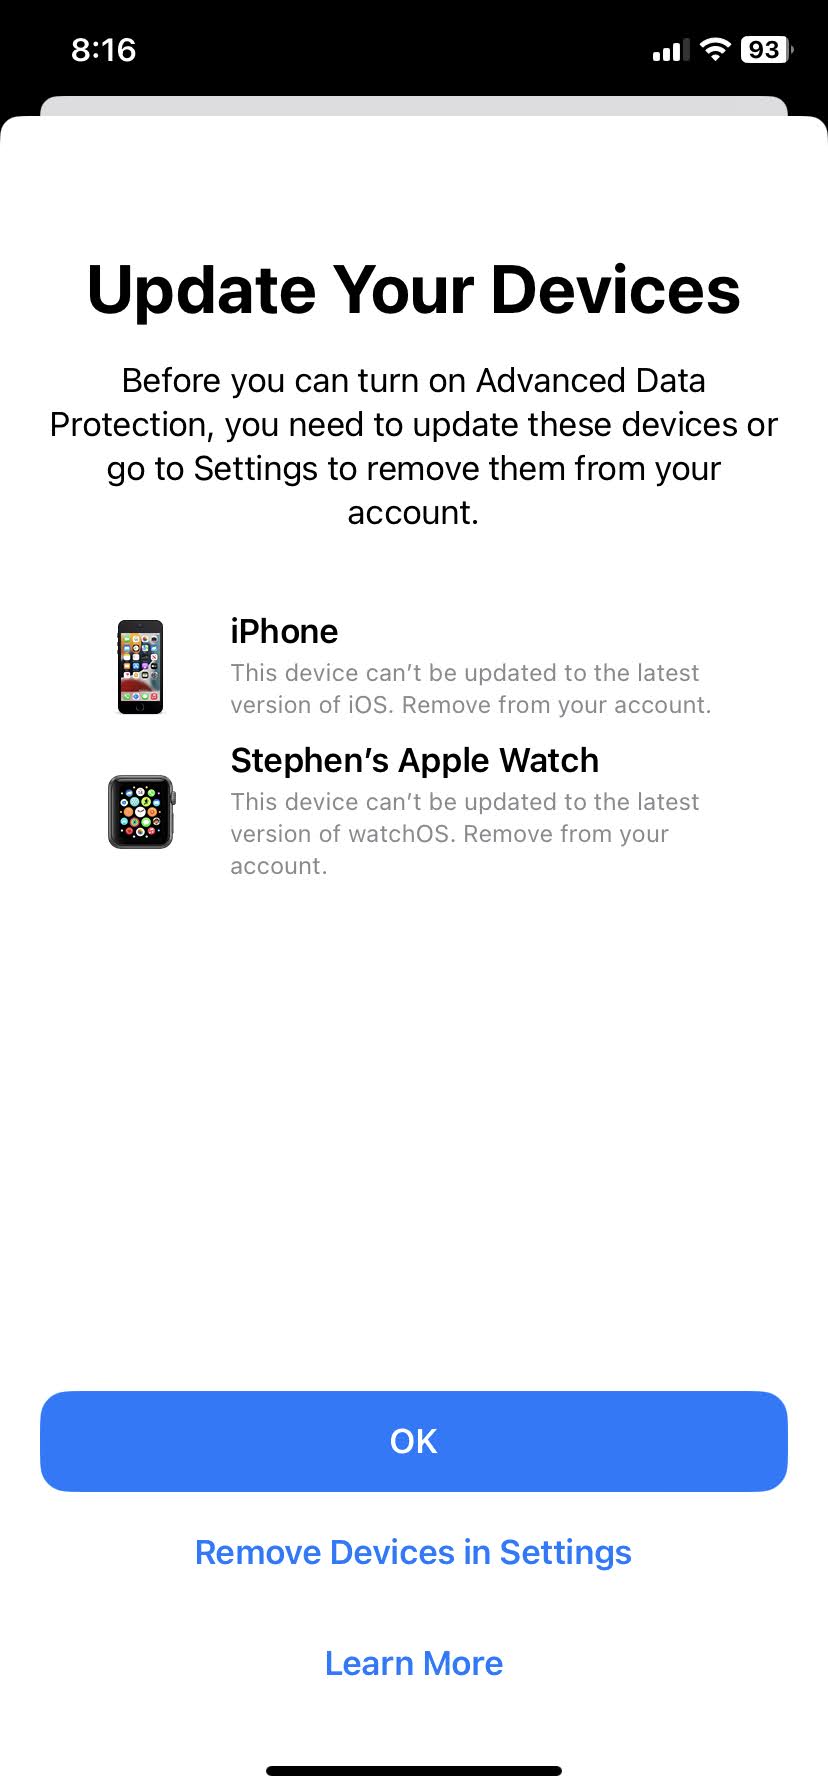 8:16
93
Update Your Devices
Before you can turn on Advanced Data
Protection, you need to update these devices or
go to Settings to remove them from your
account.
iPhone
This device can’t be updated to the latest
version of iOS. Remove from your account.
Stephen’s Apple Watch
This device can’t be updated to the latest
version of watchOS. Remove from your
account.
OK
Remove Devices in Settings
Learn More